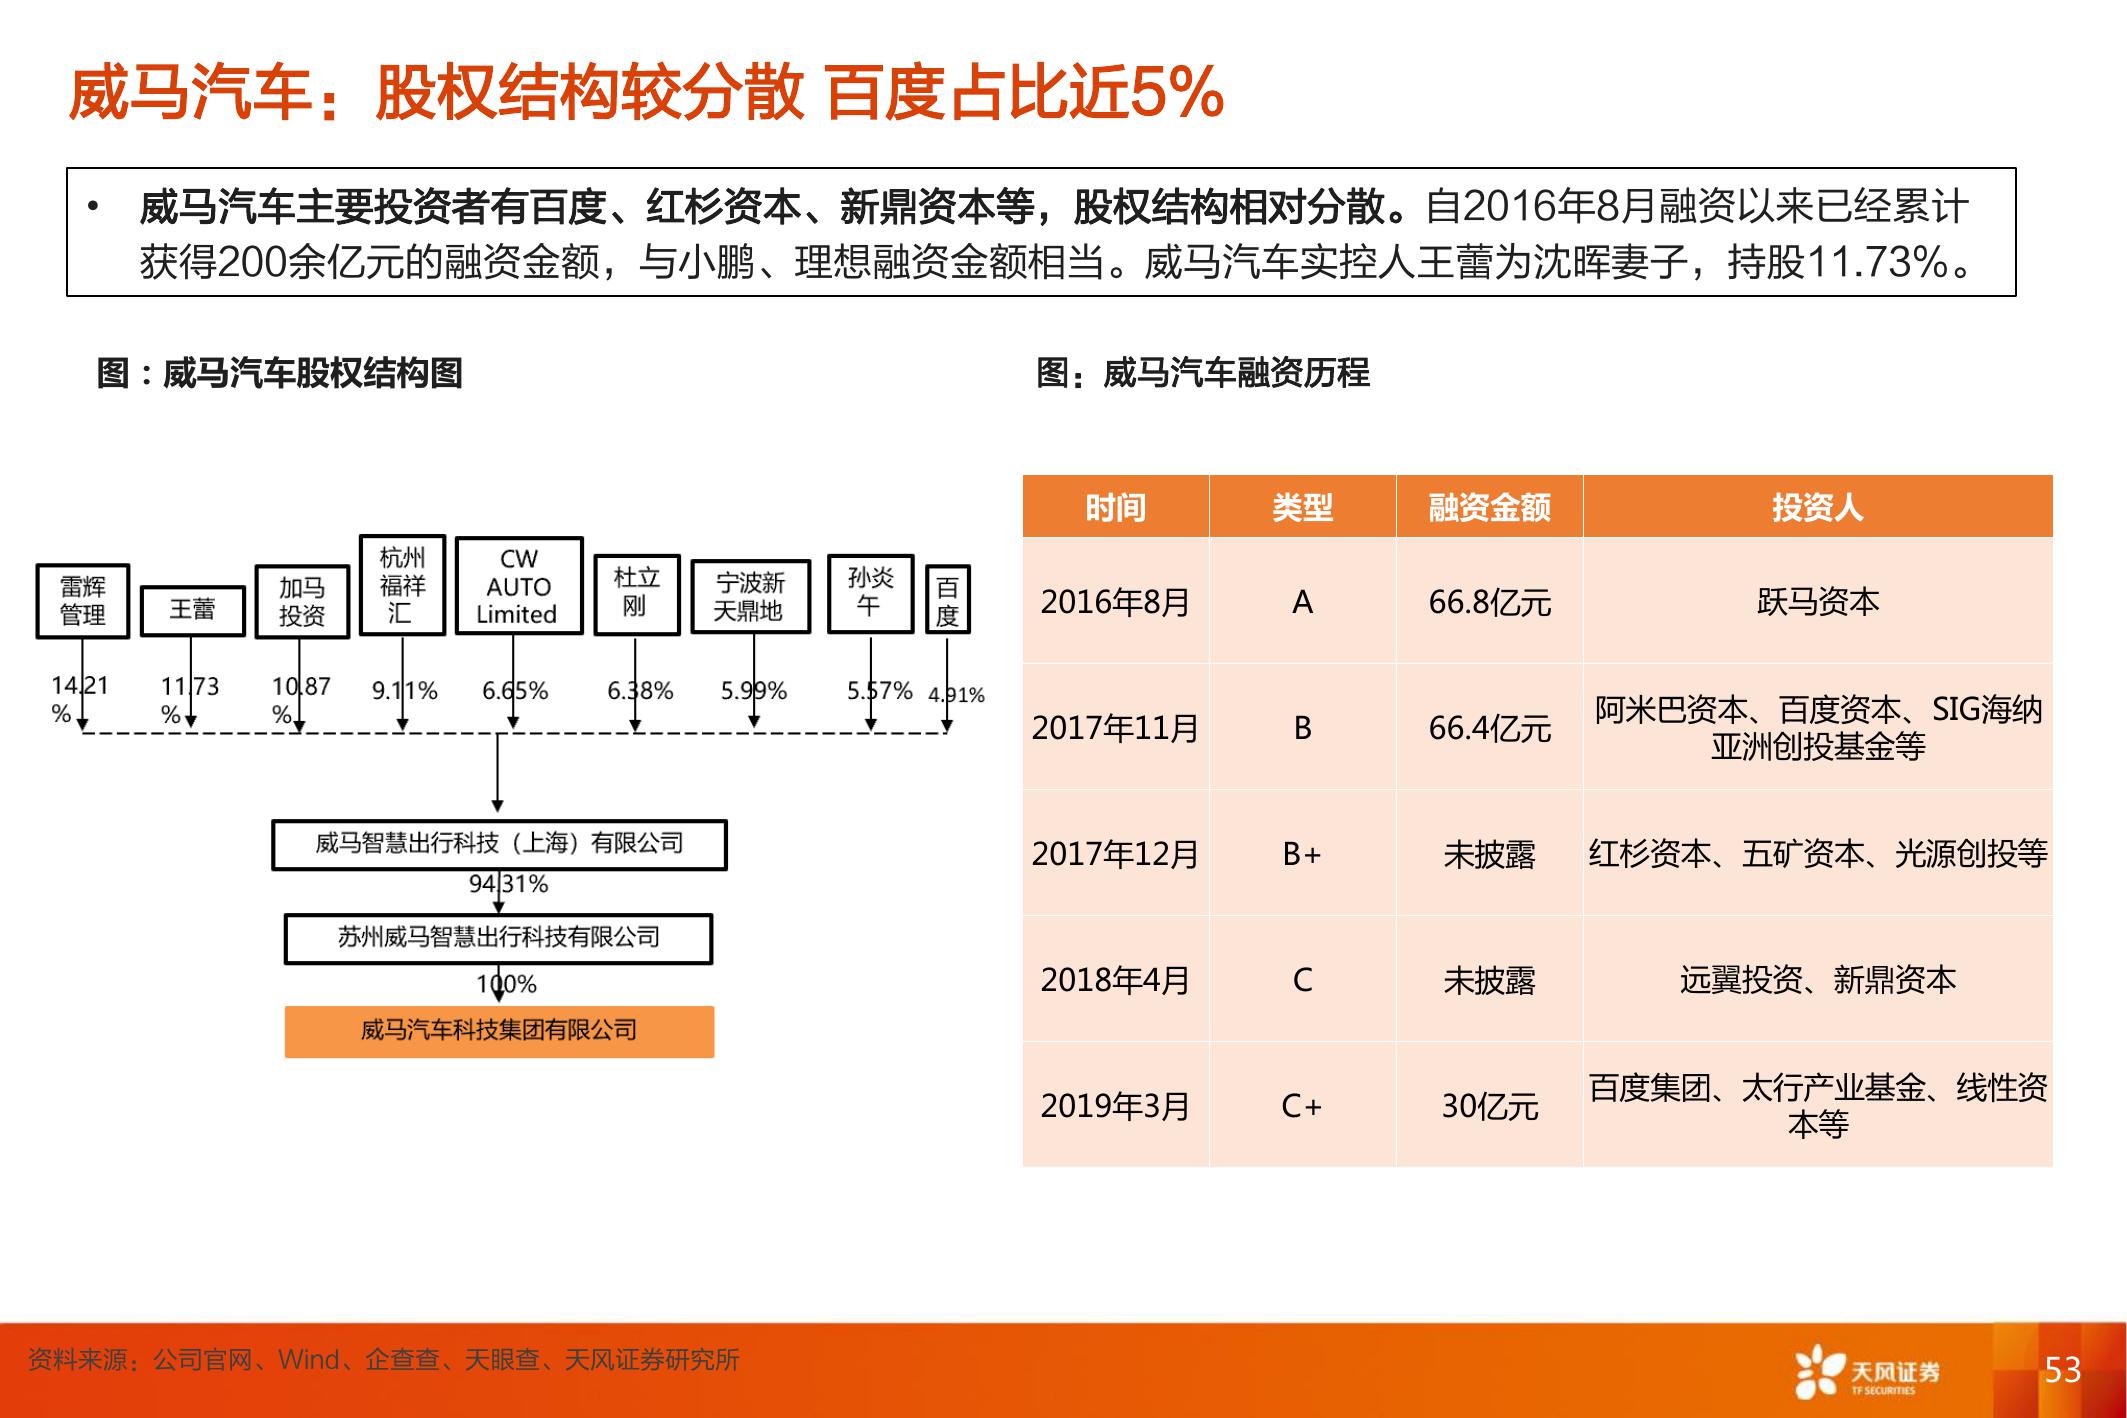 威马汽车：股权结构较分散 百度占比近5%
• 威马汽车主要投资者有百度、红杉资本、新鼎资本等，股权结构相对分散。自2016年8月融资以来已经累计
获得200余亿元的融资金额，与小鹏、理想融资金额相当。威马汽车实控人王蕾为沈晖妻子，持股11.73%。
图：威马汽车股权结构图
雷辉
管理
王蕾
加马
投资
杭州
福祥
汇
CW
AUTO
Limited
杜立
刚
宁波新
天鼎地
孙炎
午
百
度
14.21
%
11.73
%
10.87
%
9.11%
6.65%
6.38%
5.99%
5.57%
4.91%
威马智慧出行科技（上海）有限公司
94.31%
苏州威马智慧出行科技有限公司
100%
威马汽车科技集团有限公司
图：威马汽车融资历程
时间 类型 融资金额 投资人
2016年8月 A 66.8亿元 跃马资本
2017年11月 B 66.4亿元 阿米巴资本、百度资本、SIG海纳
亚洲创投基金等
2017年12月 B+ 未披露 红杉资本、五矿资本、光源创投等
2018年4月 C 未披露 远翼投资、新鼎资本
2019年3月 C+ 30亿元 百度集团、太行产业基金、线性资
本等
资料来源：公司官网、Wind、企查查、天眼查、天风证券研究所
天风证券
TF SECURITIES
53